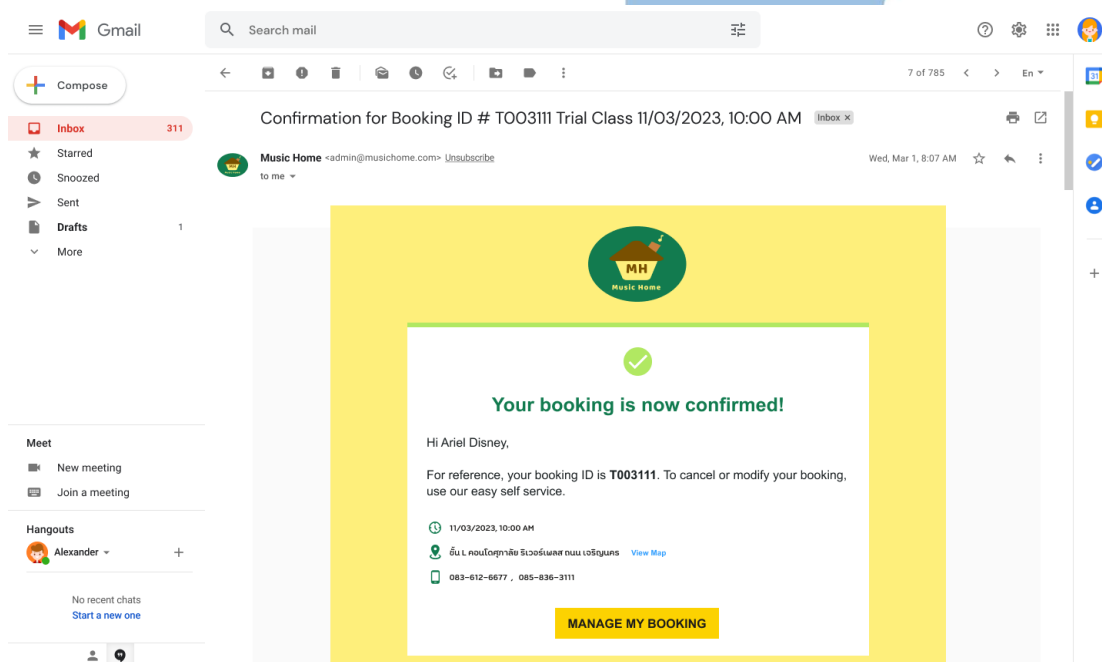 Gmail
Search mail
Compose
7 of 785
En
31
Inbox 311
Starred
Snoozed
Sent
Drafts 1
More
Confirmation for Booking ID # T003111 Trial Class 11/03/2023, 10:00 AM Inbox ×
Music Home <admin@musichome.com> Unsubscribe
Wed, Mar 1, 8:07 AM
to me
MH
Music Home
Your booking is now confirmed!
Hi Ariel Disney,
For reference, your booking ID is T003111. To cancel or modify your booking,
use our easy self service.
11/03/2023, 10:00 AM
ชั้น L คอนโดศุภาลัย ริเวอร์เพลส ถนน เจริญนคร View Map
083-612-6677 , 085-836-3111
MANAGE MY BOOKING
Meet
New meeting
Join a meeting
Hangouts
Alexander
No recent chats
Start a new one